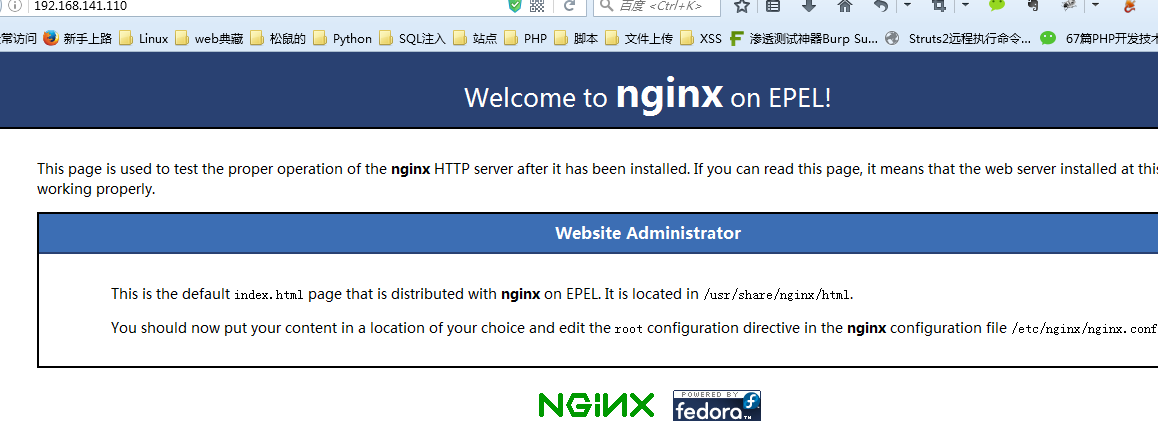 192.168.141.110
百度 <Ctrl+K>
常访问 新手上路 Linux web典藏 松鼠的 Python SQL注入 站点 PHP 脚本 文件上传 XSS 渗透测试神器Burp Su... Struts2远程执行命令... 67篇PHP开发技术
Welcome to nginx on EPEL!
This page is used to test the proper operation of the nginx HTTP server after it has been installed. If you can read this page, it means that the web server installed at this
working properly.
Website Administrator
This is the default index.html page that is distributed with nginx on EPEL. It is located in /usr/share/nginx/html.
You should now put your content in a location of your choice and edit the root configuration directive in the nginx configuration file /etc/nginx/nginx.conf
NGiNX
POWERED BY
fedora™